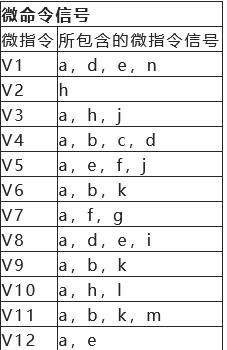 微命令信号
微指令 所包含的微指令信号
V1 a, d, e, n
V2 h
V3 a, h, j
V4 a, b, c, d
V5 a, e, f, j
V6 a, b, k
V7 a, f, g
V8 a, d, e, i
V9 a, b, k
V10 a, h, l
V11 a, b, k, m
V12 a, e